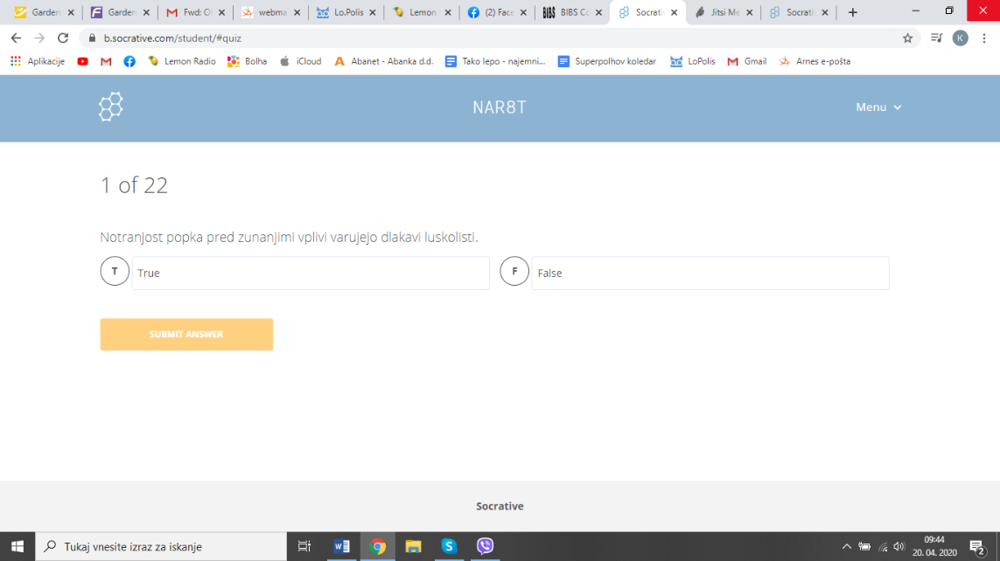 Garden
Garden
Fwd: O
webma
Lo.Polis
Lemon
(2) Face
BIBS BIBS Co
Socrativ
Jitsi Me
Socrati
b.socrative.com/student/#quiz
K
Aplikacije
Lemon Radio
Bolha
iCloud
Abanet - Abanka d.d.
Tako lepo - najemni...
Superpolhov koledar
LoPolis
Gmail
Arnes e-pošta
NAR8T
Menu
1 of 22
Notranjost popka pred zunanjimi vplivi varujejo dlakavi luskolisti.
T True
F False
SUBMIT ANSWER
Socrative
Tukaj vnesite izraz za iskanje
09:44
20. 04. 2020
2